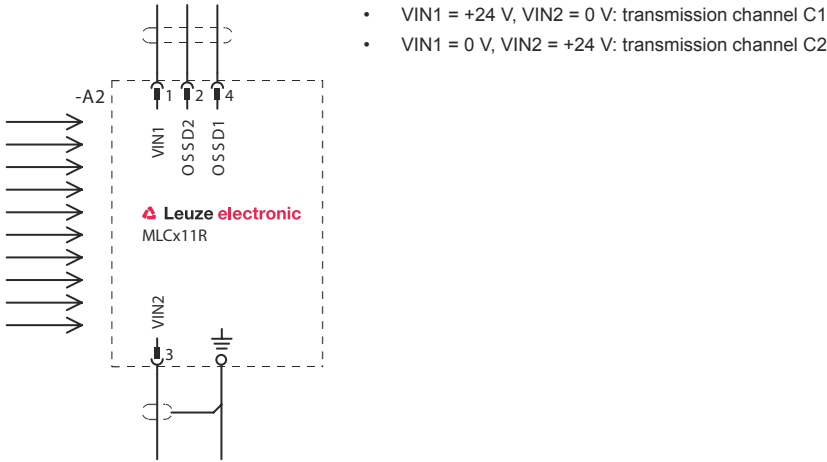 • VIN1 = +24 V, VIN2 = 0 V: transmission channel C1
• VIN1 = 0 V, VIN2 = +24 V: transmission channel C2
-A2
1 2 4
VIN1
OSSD2
OSSD1
Leuze electronic
MLCx11R
VIN2
3